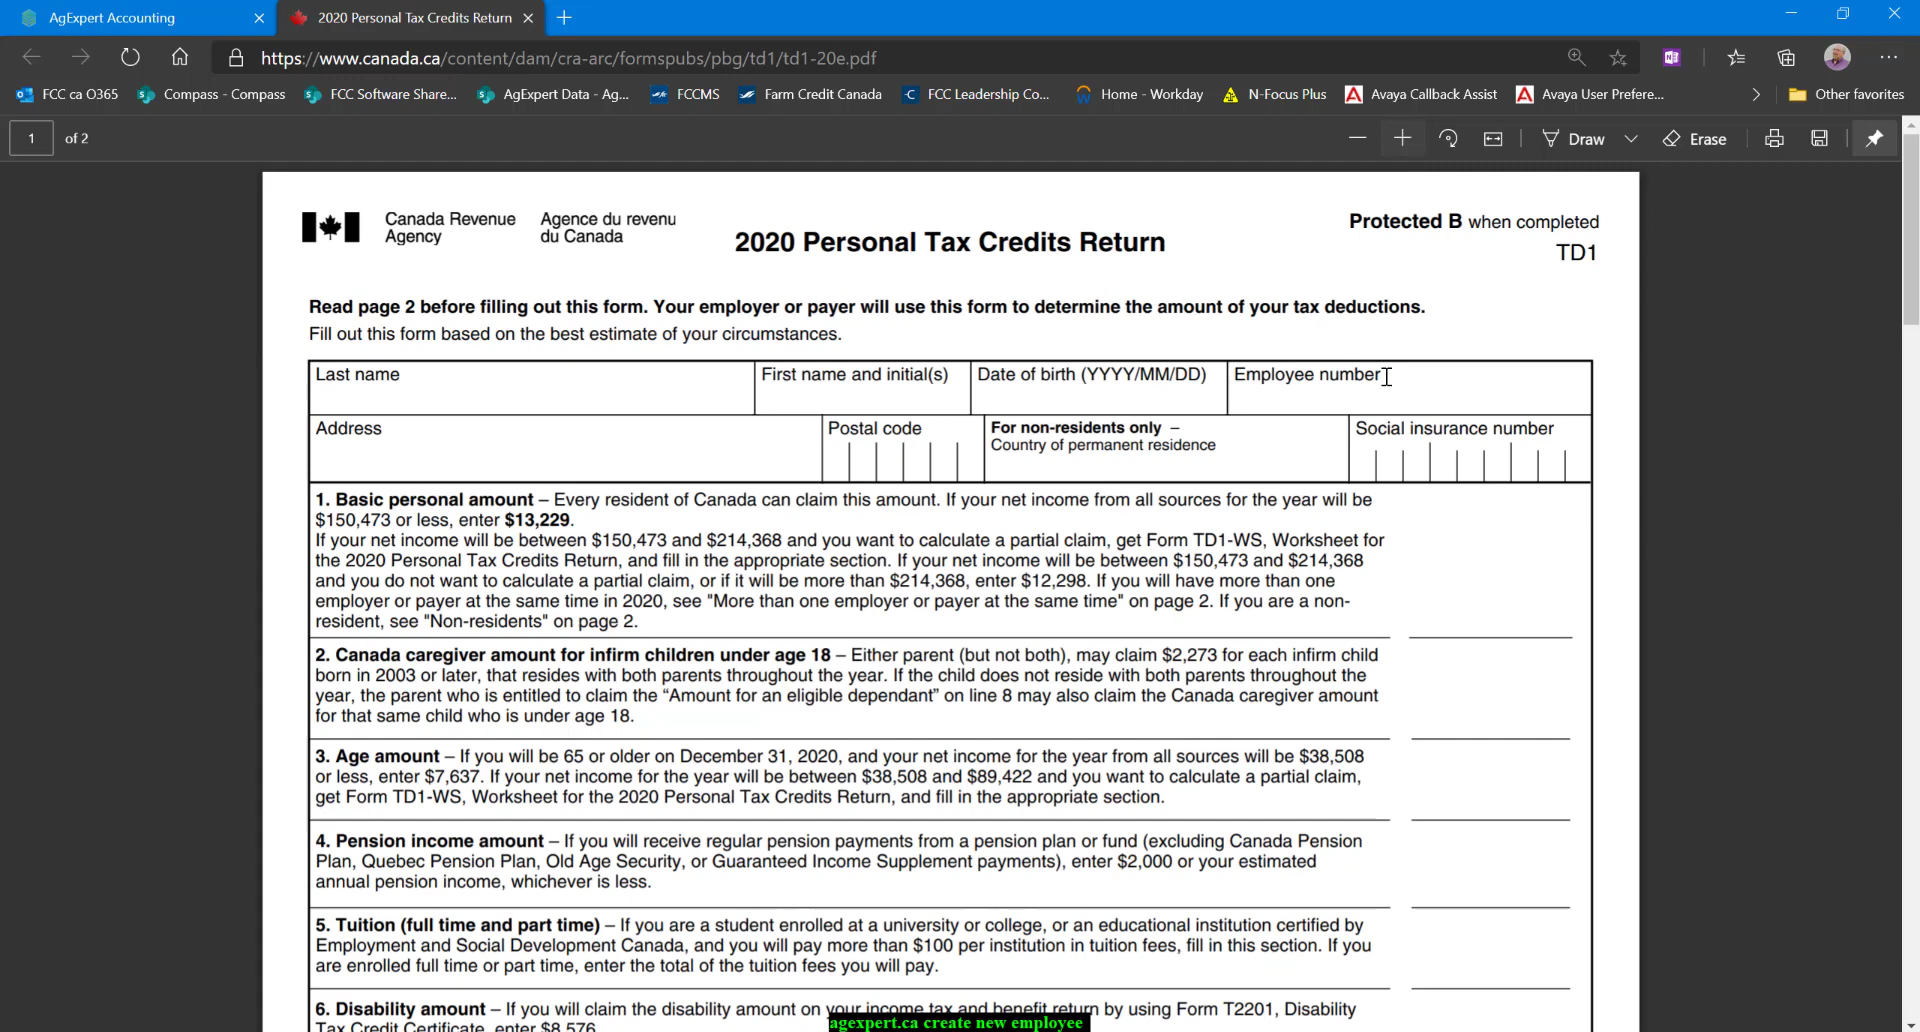 AgExpert Accounting
2020 Personal Tax Credits Return
https://www.canada.ca/content/dam/cra-arc/formspubs/pbg/td1/td1-20e.pdf
FCC ca O365
Compass - Compass
FCC Software Share...
AgExpert Data - Ag...
FCCMS
Farm Credit Canada
FCC Leadership Co...
Home - Workday
N-Focus Plus
Avaya Callback Assist
Avaya User Prefere...
Other favorites
1 of 2
Draw
Erase
Canada Revenue
Agency
Agence du revenu
du Canada
2020 Personal Tax Credits Return
Protected B when completed
TD1
Read page 2 before filling out this form. Your employer or payer will use this form to determine the amount of your tax deductions.
Fill out this form based on the best estimate of your circumstances.
Last name
First name and initial(s)
Date of birth (YYYY/MM/DD)
Employee number
Address
Postal code
For non-residents only –
Country of permanent residence
Social insurance number
1. Basic personal amount – Every resident of Canada can claim this amount. If your net income from all sources for the year will be
$150,473 or less, enter $13,229.
If your net income will be between $150,473 and $214,368 and you want to calculate a partial claim, get Form TD1-WS, Worksheet for
the 2020 Personal Tax Credits Return, and fill in the appropriate section. If your net income will be between $150,473 and $214,368
and you do not want to calculate a partial claim, or if it will be more than $214,368, enter $12,298. If you will have more than one
employer or payer at the same time in 2020, see "More than one employer or payer at the same time" on page 2. If you are a non-
resident, see "Non-residents" on page 2.
2. Canada caregiver amount for infirm children under age 18 – Either parent (but not both), may claim $2,273 for each infirm child
born in 2003 or later, that resides with both parents throughout the year. If the child does not reside with both parents throughout the
year, the parent who is entitled to claim the “Amount for an eligible dependant” on line 8 may also claim the Canada caregiver amount
for that same child who is under age 18.
3. Age amount – If you will be 65 or older on December 31, 2020, and your net income for the year from all sources will be $38,508
or less, enter $7,637. If your net income for the year will be between $38,508 and $89,422 and you want to calculate a partial claim,
get Form TD1-WS, Worksheet for the 2020 Personal Tax Credits Return, and fill in the appropriate section.
4. Pension income amount – If you will receive regular pension payments from a pension plan or fund (excluding Canada Pension
Plan, Quebec Pension Plan, Old Age Security, or Guaranteed Income Supplement payments), enter $2,000 or your estimated
annual pension income, whichever is less.
5. Tuition (full time and part time) – If you are a student enrolled at a university or college, or an educational institution certified by
Employment and Social Development Canada, and you will pay more than $100 per institution in tuition fees, fill in this section. If you
are enrolled full time or part time, enter the total of the tuition fees you will pay.
6. Disability amount – If you will claim the disability amount on your income tax and benefit return by using Form T2201, Disability
Tax Credit Certificate, enter $8,576.
agexpert.ca create new employee